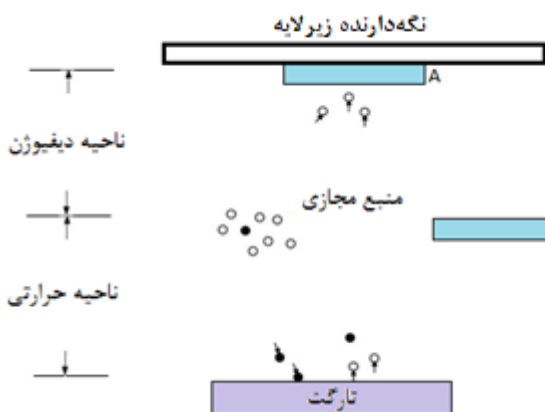 نگه‌دارنده زیرلایه
A
ناحیه دیفیوژن
منبع مجازی
ناحیه حرارتی
تارگت